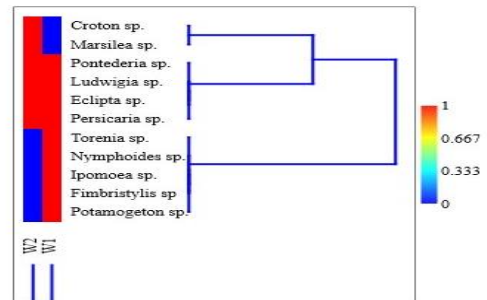 Croton sp.
Marsilea sp.
Pontederia sp.
Ludwigia sp.
Eclipta sp.
Persicaria sp.
Torenia sp.
Nymphoides sp.
Ipomoea sp.
Fimbristylis sp
Potamogeton sp.
1
0.667
0.333
0
W2
W1